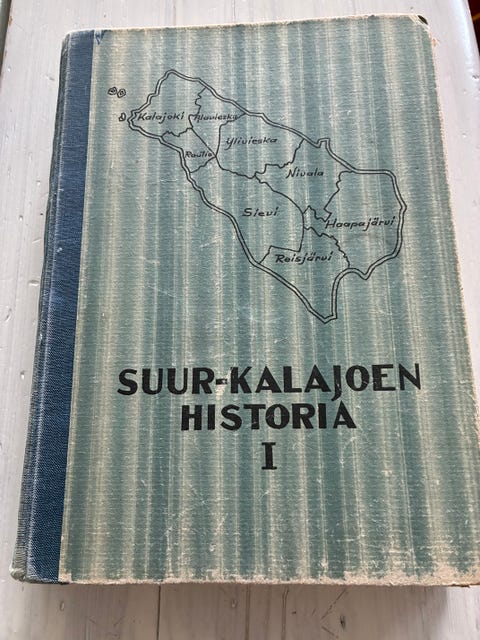 Kalajoki
Alavieska
Ylivieska
Rautio
Nivala
Sievi
Haapajärvi
Reisjärvi
SUUR-KALAJOEN
HISTORIA
I